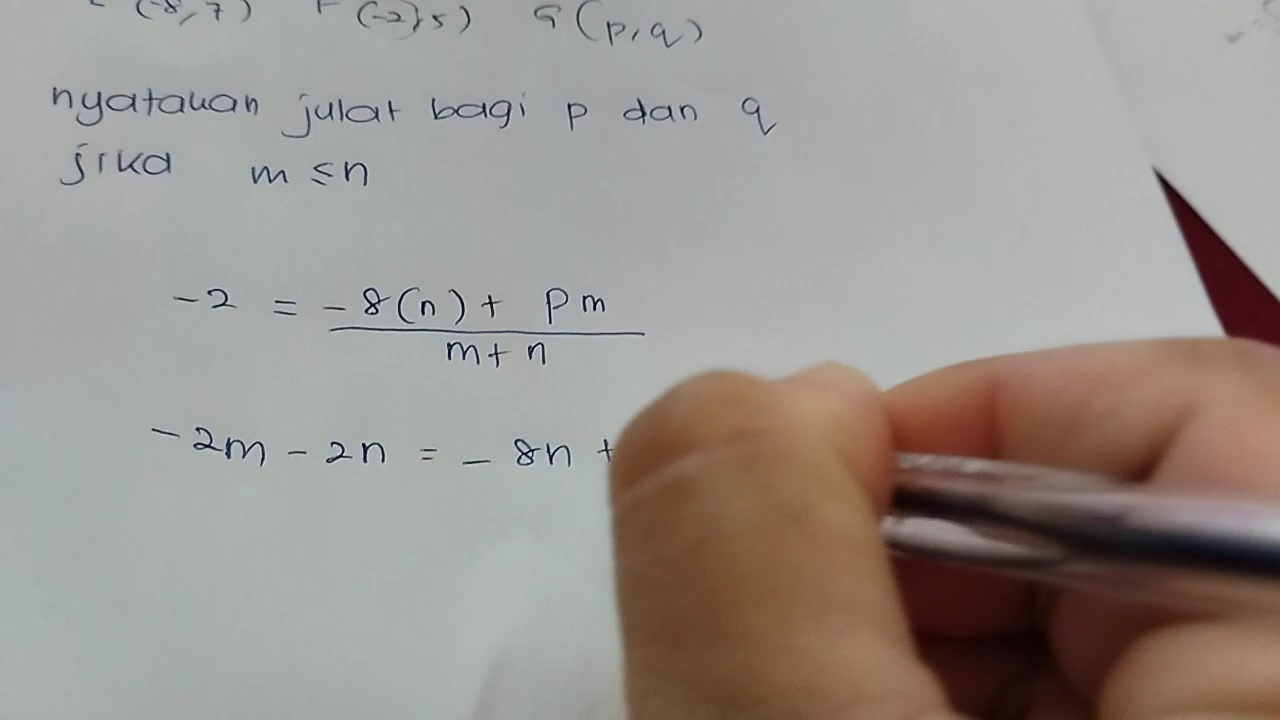 (-8,7) (-2,5) G(p,q)
nyatakan julat bagi p dan q
jika m ≤ n
-2 = -8(n) + pm
m + n
-2m - 2n = -8n +